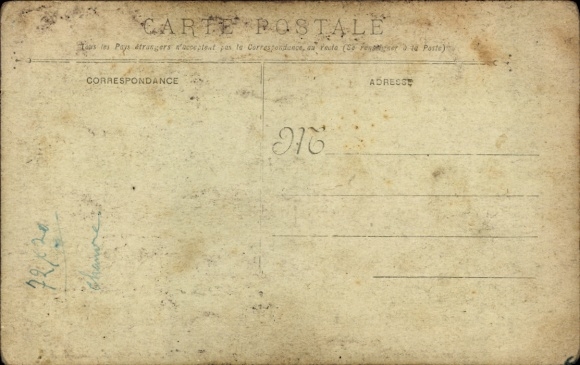 CARTE POSTALE
Tous les Pays étrangers n'acceptent pas la Correspondance au recto (Se renseigner à la Poste)
CORRESPONDANCE
ADRESSE
M